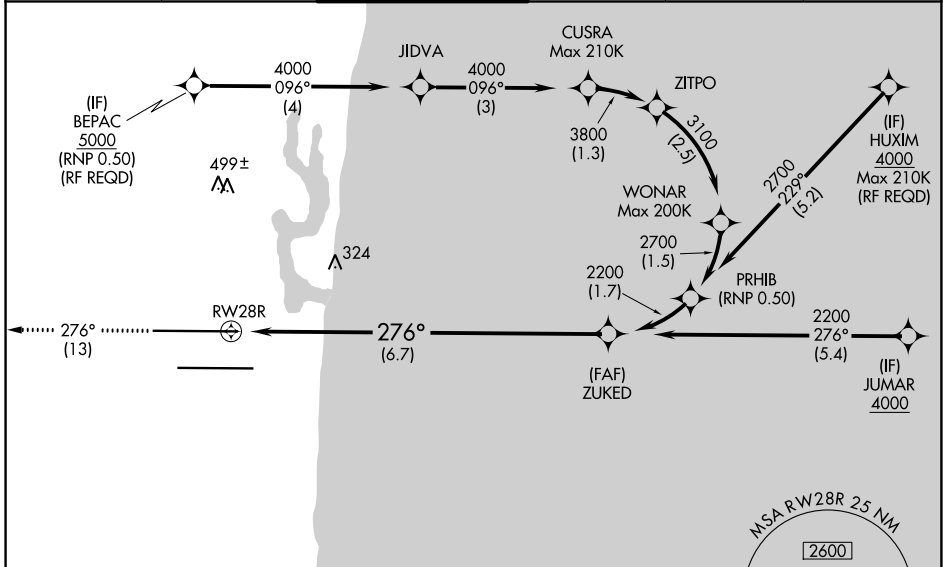 CUSRA
Max 210K
JIDVA
4000
096°
(4)
4000
096°
(3)
ZITPO
(IF)
BEPAC
5000
(RNP 0.50)
(RF REQD)
3800
(1.3)
3100
(2.5)
(IF)
HUXIM
4000
Max 210K
(RF REQD)
499±
2700
229°
(5.2)
WONAR
Max 200K
2700
(1.5)
324
2200
(1.7)
PRHIB
(RNP 0.50)
RW28R
276°
(13)
276°
(6.7)
2200
276°
(5.4)
(FAF)
ZUKED
(IF)
JUMAR
4000
MSA RW28R 25 NM
2600